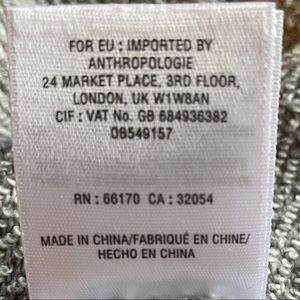 FOR EU : IMPORTED BY
ANTHROPOLOGIE
24 MARKET PLACE, 3RD FLOOR,
LONDON, UK W1W8AN
CIF : VAT No. GB 684936382
OB549157
RN : 66170 CA : 32054
MADE IN CHINA/FABRIQUÉ EN CHINE/
HECHO EN CHINA